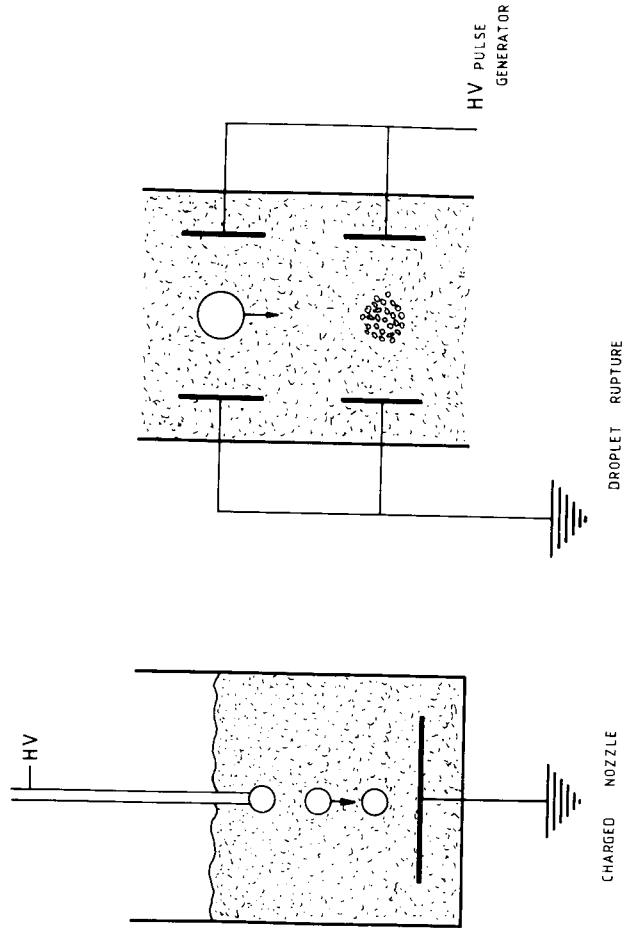 HV
CHARGED NOZZLE
HV PULSE
GENERATOR
DROPLET RUPTURE